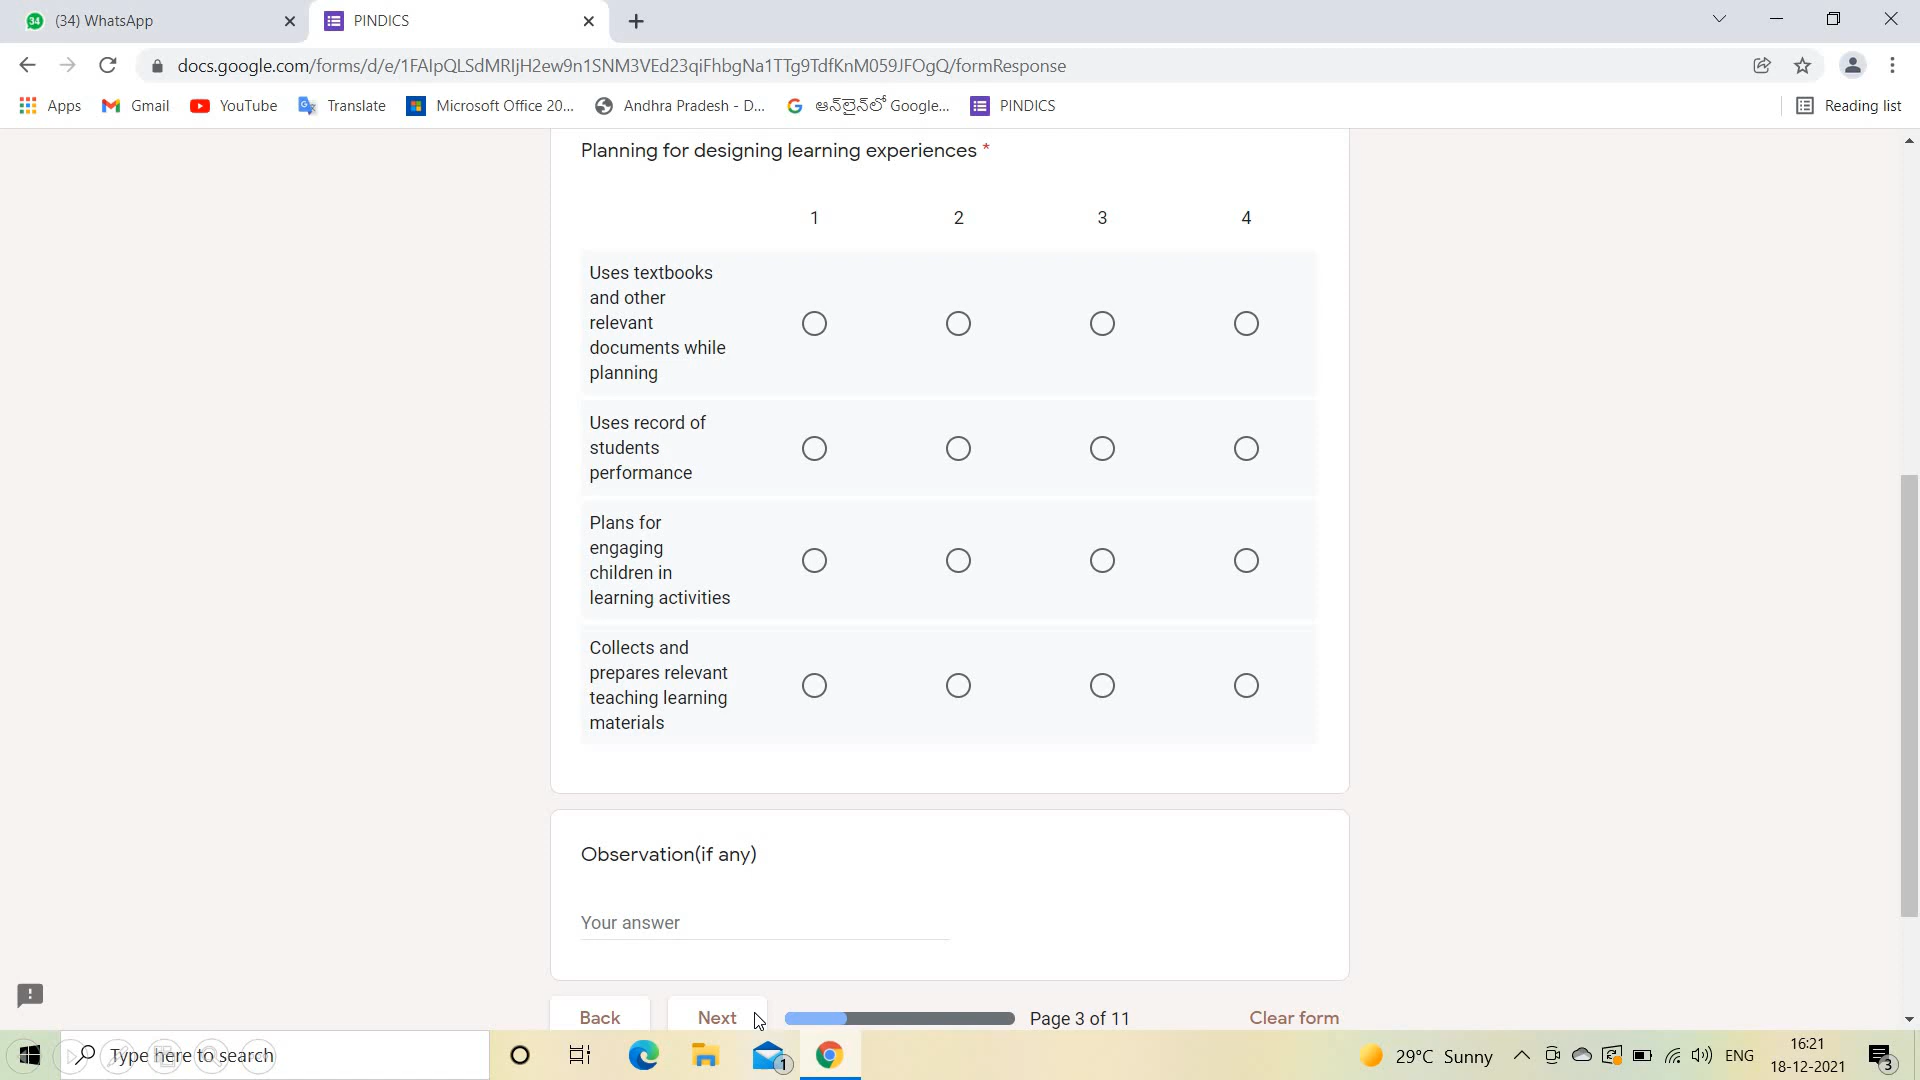 34 (34) WhatsApp PINDICS
docs.google.com/forms/d/e/1FAIpQLSdMRIjH2ew9n1SNM3VEd23qiFhbgNa1TTg9TdfKnM059JFOgQ/formResponse
Apps Gmail YouTube Translate Microsoft Office 20... Andhra Pradesh - D... ఆన్‌లైన్‌లో Google... PINDICS Reading list
Planning for designing learning experiences *
1 2 3 4
Uses textbooks
and other
relevant
documents while
planning
Uses record of
students
performance
Plans for
engaging
children in
learning activities
Collects and
prepares relevant
teaching learning
materials
Observation(if any)
Your answer
Back Next Page 3 of 11 Clear form
Type here to search 1 29°C Sunny ENG 16:21
18-12-2021 3